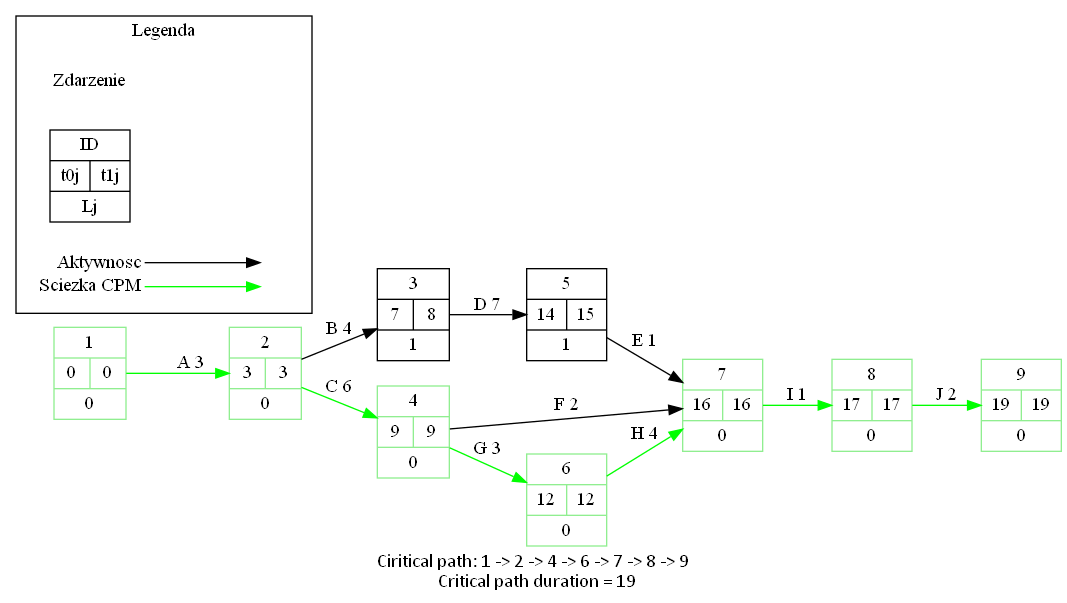 Legenda
Zdarzenie
ID
t0j t1j
Lj
Aktywnosc
Sciezka CPM
1
0 0
0
A 3
2
3 3
0
B 4
C 6
3
7 8
1
D 7
4
9 9
0
F 2
G 3
5
14 15
1
E 1
6
12 12
0
H 4
7
16 16
0
I 1
8
17 17
0
J 2
9
19 19
0
Ciritical path: 1 -> 2 -> 4 -> 6 -> 7 -> 8 -> 9
Critical path duration = 19